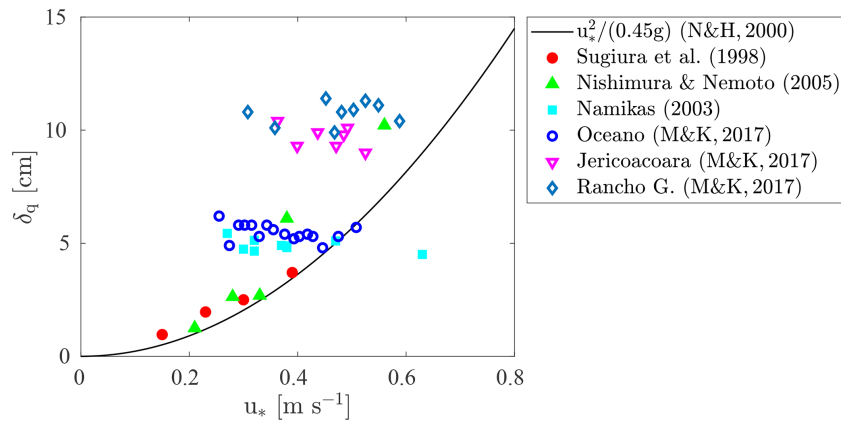 15
10
5
0
δq [cm]
0
0.2
0.4
0.6
0.8
u* [m s⁻¹]
u*²/(0.45g) (N&H, 2000)
Sugiura et al. (1998)
Nishimura & Nemoto (2005)
Namikas (2003)
Oceano (M&K, 2017)
Jericoacoara (M&K, 2017)
Rancho G. (M&K, 2017)